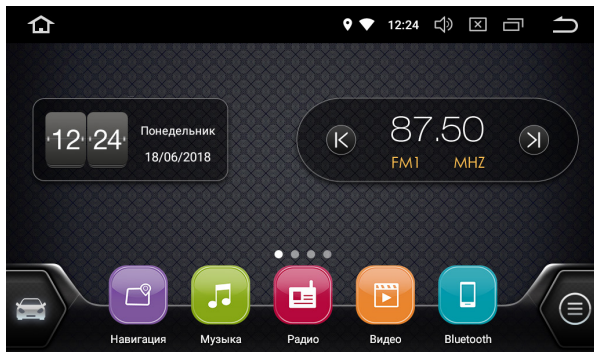 12:24
12 24
Понедельник
18/06/2018
87.50
FM1 MHZ
Навигация
Музыка
Радио
Видео
Bluetooth